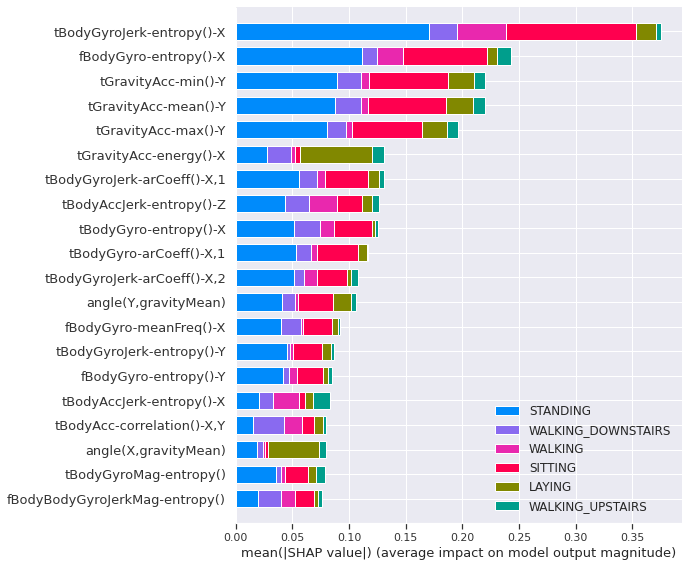 tBodyGyroJerk-entropy()-X
fBodyGyro-entropy()-X
tGravityAcc-min()-Y
tGravityAcc-mean()-Y
tGravityAcc-max()-Y
tGravityAcc-energy()-X
tBodyGyroJerk-arCoeff()-X,1
tBodyAccJerk-entropy()-Z
tBodyGyro-entropy()-X
tBodyGyro-arCoeff()-X,1
tBodyGyroJerk-arCoeff()-X,2
angle(Y,gravityMean)
fBodyGyro-meanFreq()-X
tBodyGyroJerk-entropy()-Y
fBodyGyro-entropy()-Y
tBodyAccJerk-entropy()-X
tBodyAcc-correlation()-X,Y
angle(X,gravityMean)
tBodyGyroMag-entropy()
fBodyBodyGyroJerkMag-entropy()
STANDING
WALKING_DOWNSTAIRS
WALKING
SITTING
LAYING
WALKING_UPSTAIRS
0.00 0.05 0.10 0.15 0.20 0.25 0.30 0.35
mean(|SHAP value|) (average impact on model output magnitude)